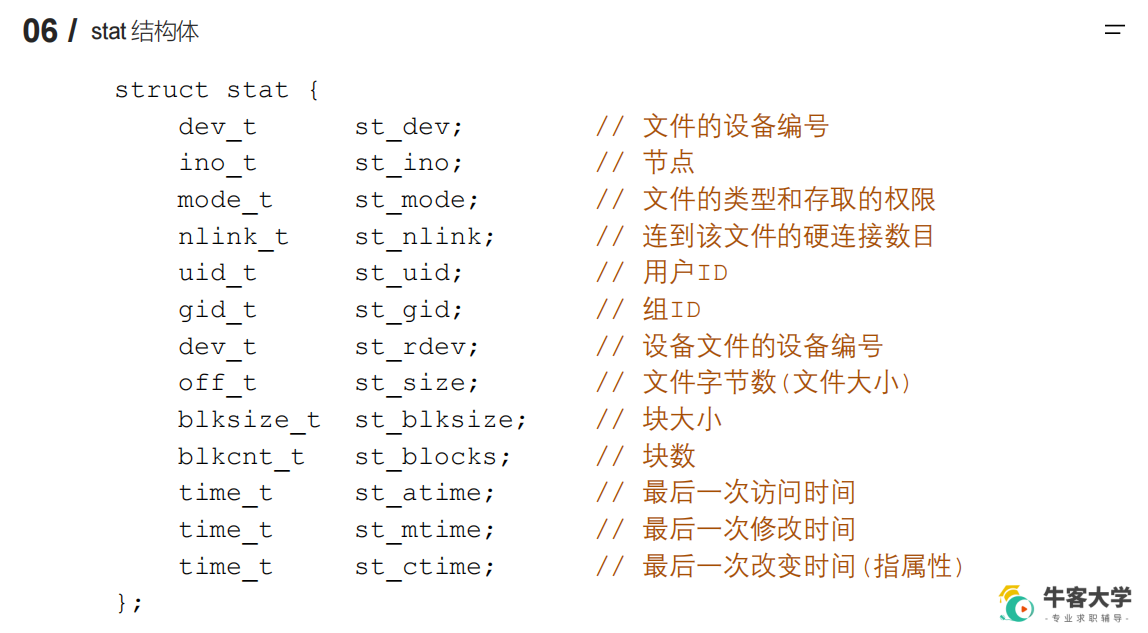 06 / stat 结构体
struct stat {
dev_t st_dev; // 文件的设备编号
ino_t st_ino; // 节点
mode_t st_mode; // 文件的类型和存取的权限
nlink_t st_nlink; // 连到该文件的硬连接数目
uid_t st_uid; // 用户ID
gid_t st_gid; // 组ID
dev_t st_rdev; // 设备文件的设备编号
off_t st_size; // 文件字节数(文件大小)
blksize_t st_blksize; // 块大小
blkcnt_t st_blocks; // 块数
time_t st_atime; // 最后一次访问时间
time_t st_mtime; // 最后一次修改时间
time_t st_ctime; // 最后一次改变时间(指属性)
};
牛客大学
-专业求职辅导-